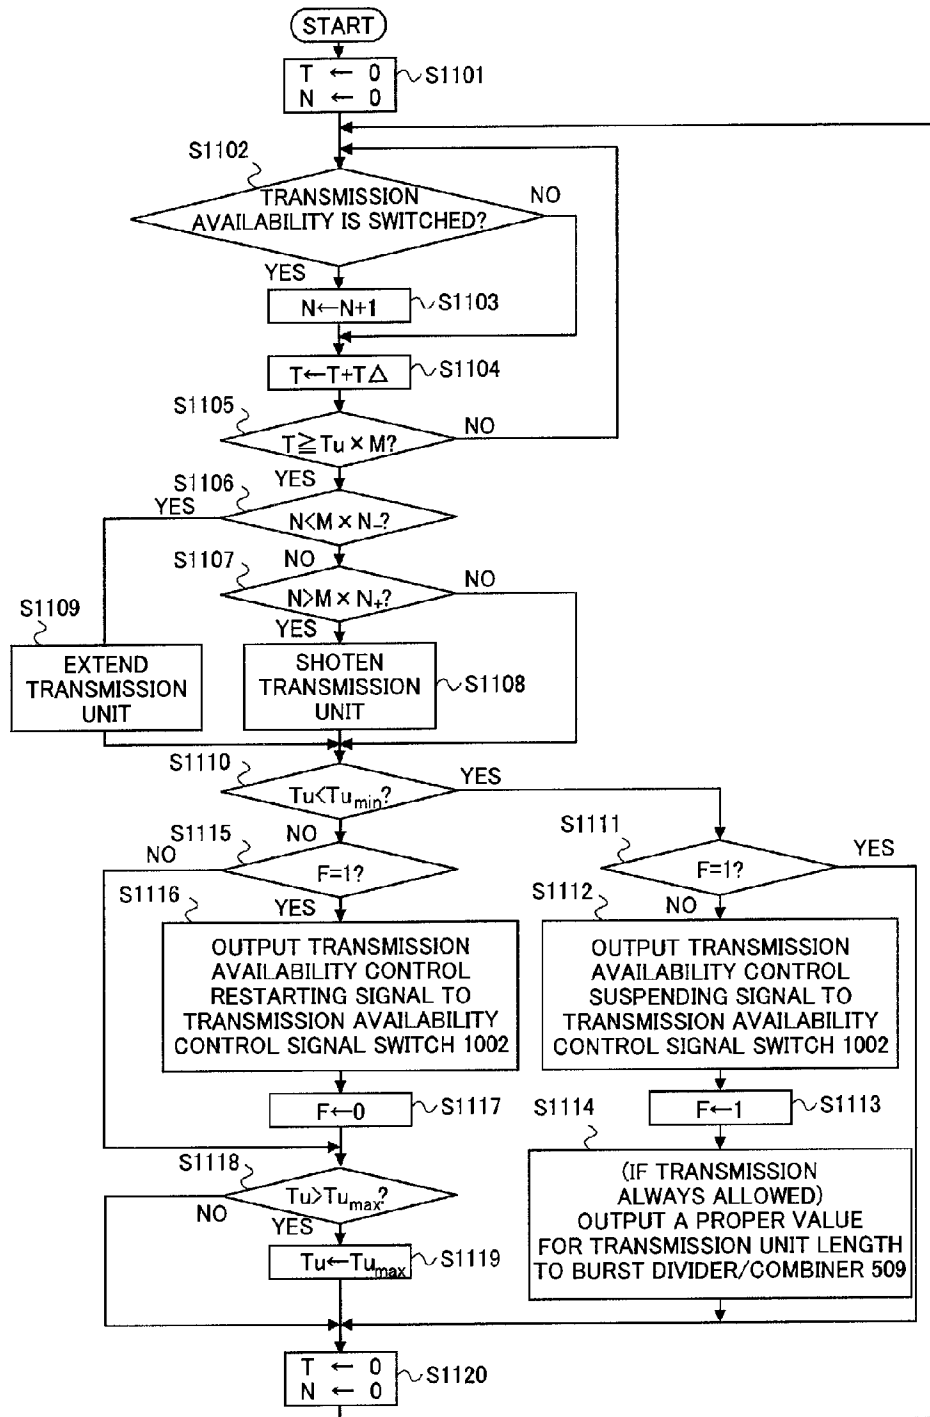 START
T ← 0
N ← 0
S1101
S1102
TRANSMISSION
AVAILABILITY IS SWITCHED?
NO
YES
N←N+1
S1103
T←T+T△
S1104
S1105
T≧Tu×M?
NO
YES
S1106
YES
N<M×N−?
NO
S1107
N>M×N+?
NO
YES
S1109
EXTEND
TRANSMISSION
UNIT
SHOTEN
TRANSMISSION
UNIT
S1108
S1110
Tu<Tumin?
YES
NO
S1115
NO
F=1?
YES
S1111
F=1?
YES
NO
S1116
OUTPUT TRANSMISSION
AVAILABILITY CONTROL
RESTARTING SIGNAL TO
TRANSMISSION AVAILABILITY
CONTROL SIGNAL SWITCH 1002
S1112
OUTPUT TRANSMISSION
AVAILABILITY CONTROL
SUSPENDING SIGNAL TO
TRANSMISSION AVAILABILITY
CONTROL SIGNAL SWITCH 1002
F←0
S1117
F←1
S1113
S1114
(IF TRANSMISSION
ALWAYS ALLOWED)
OUTPUT A PROPER VALUE
FOR TRANSMISSION UNIT LENGTH
TO BURST DIVIDER/COMBINER 509
S1118
Tu>Tumax?
NO
YES
Tu←Tumax
S1119
T ← 0
N ← 0
S1120